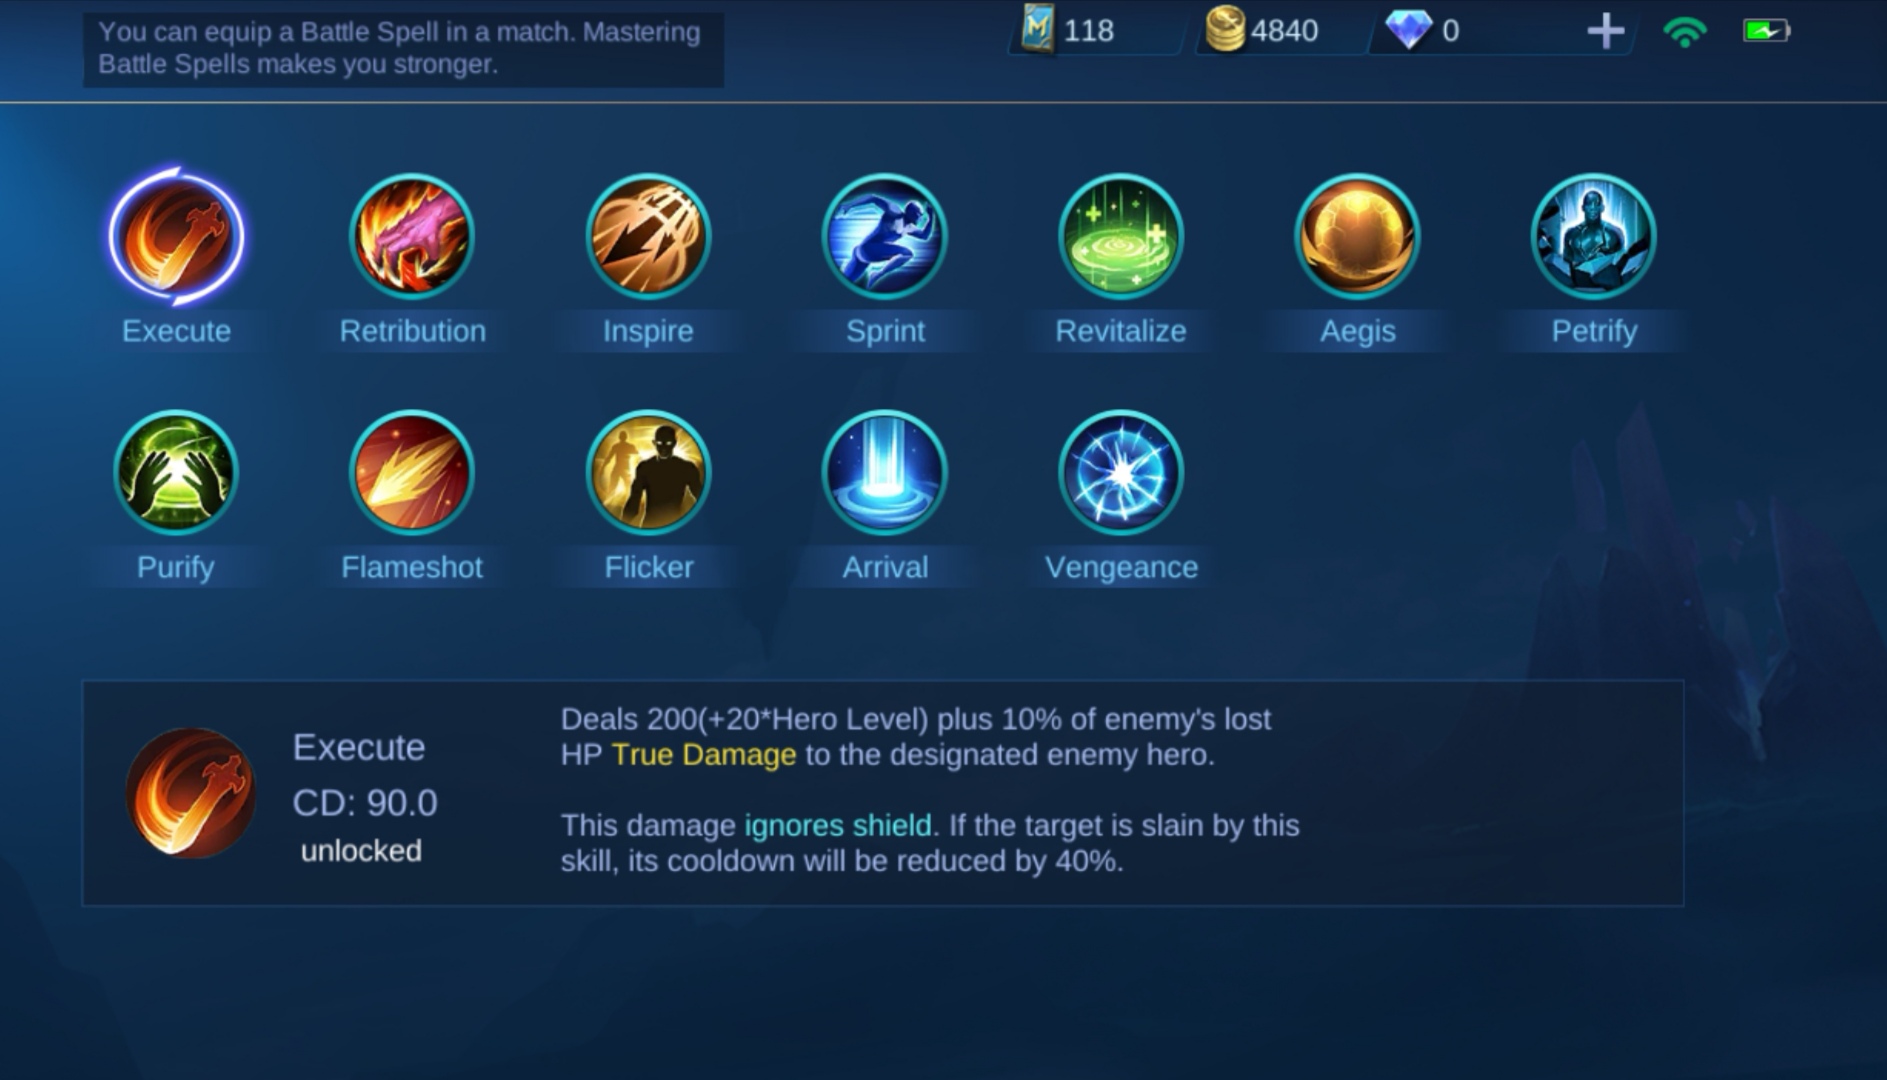 You can equip a Battle Spell in a match. Mastering
Battle Spells makes you stronger.
M 118
4840
0
Execute
Retribution
Inspire
Sprint
Revitalize
Aegis
Petrify
Purify
Flameshot
Flicker
Arrival
Vengeance
Execute
CD: 90.0
unlocked
Deals 200(+20*Hero Level) plus 10% of enemy's lost
HP True Damage to the designated enemy hero.
This damage ignores shield. If the target is slain by this
skill, its cooldown will be reduced by 40%.